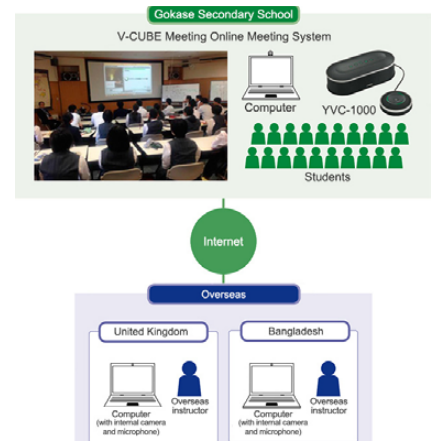 Gokase Secondary School
V-CUBE Meeting Online Meeting System
Computer
YVC-1000
Students
Internet
Overseas
United Kingdom
Bangladesh
Computer
(with internal camera
and microphone)
Overseas
instructor
Computer
(with internal camera
and microphone)
Overseas
instructor